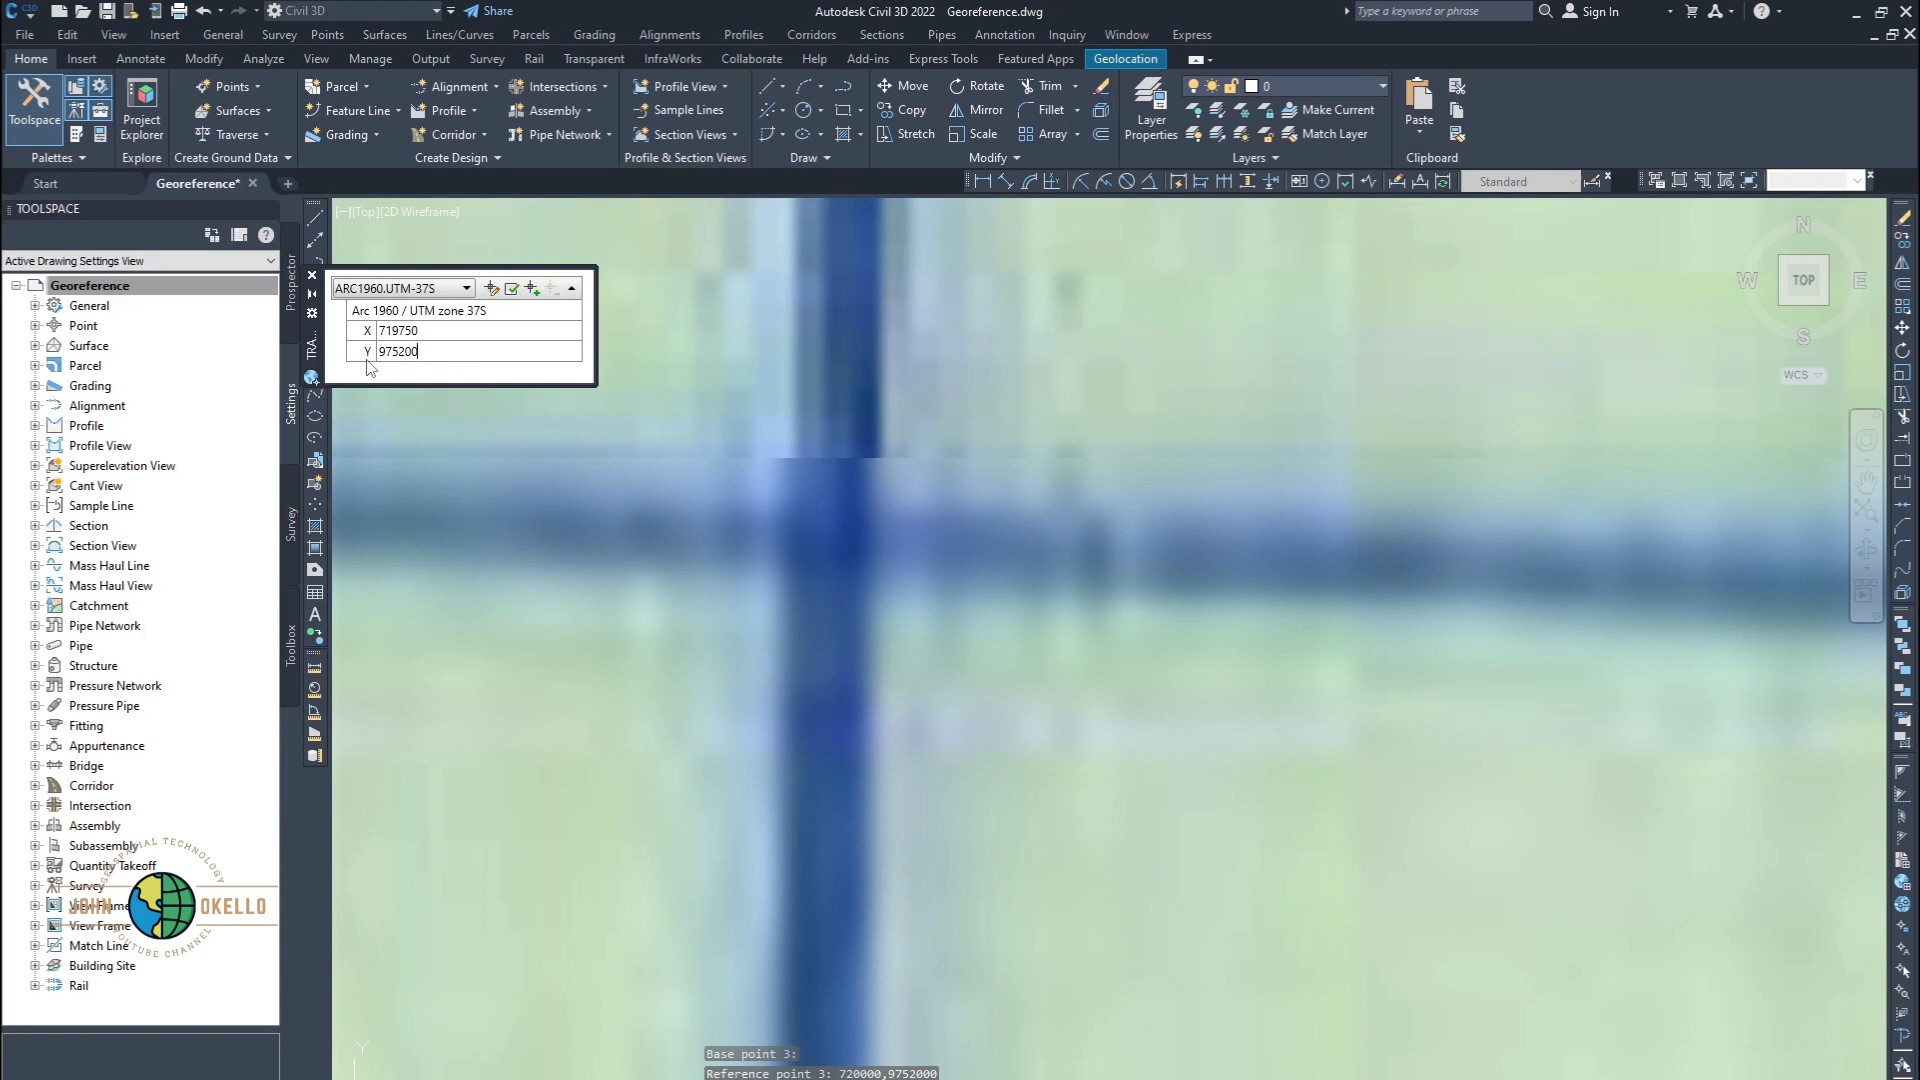 C3D
Civil 3D
Share
Autodesk Civil 3D 2022 Georeference.dwg
Type a keyword or phrase
Sign In
File Edit View Insert General Survey Points Surfaces Lines/Curves Parcels Grading Alignments Profiles Corridors Sections Pipes Annotation Inquiry Window Express
Home Insert Annotate Modify Analyze View Manage Output Survey Rail Transparent InfraWorks Collaborate Help Add-ins Express Tools Featured Apps Geolocation
Points Parcel Alignment Intersections Profile View Move Rotate Trim 0
Surfaces Feature Line Profile Assembly Sample Lines Copy Mirror Fillet Make Current
Traverse Grading Corridor Pipe Network Section Views Stretch Scale Array Match Layer
Toolspace
Project Explorer
Layer Properties
Paste
Palettes Explore Create Ground Data Create Design Profile & Section Views Draw Modify Layers Clipboard
Start Georeference*
Standard
TOOLSPACE
Active Drawing Settings View
Georeference
General
Point
Surface
Parcel
Grading
Alignment
Profile
Profile View
Superelevation View
Cant View
Sample Line
Section
Section View
Mass Haul Line
Mass Haul View
Catchment
Pipe Network
Pipe
Structure
Pressure Network
Pressure Pipe
Fitting
Appurtenance
Bridge
Corridor
Intersection
Assembly
Subassembly
Quantity Takeoff
Survey
View Frame
View Frame
Match Line
Building Site
Rail
Prospector
Settings
Survey
Toolbox
[−][Top][2D Wireframe]
TRA...
ARC1960.UTM-37S
Arc 1960 / UTM zone 37S
X 719750
Y 975200
N
W TOP E
S
WCS
Y
Base point 3:
Reference point 3: 720000,9752000
GEOSPATIAL TECHNOLOGY
JOHN OKELLO
YOUTUBE CHANNEL